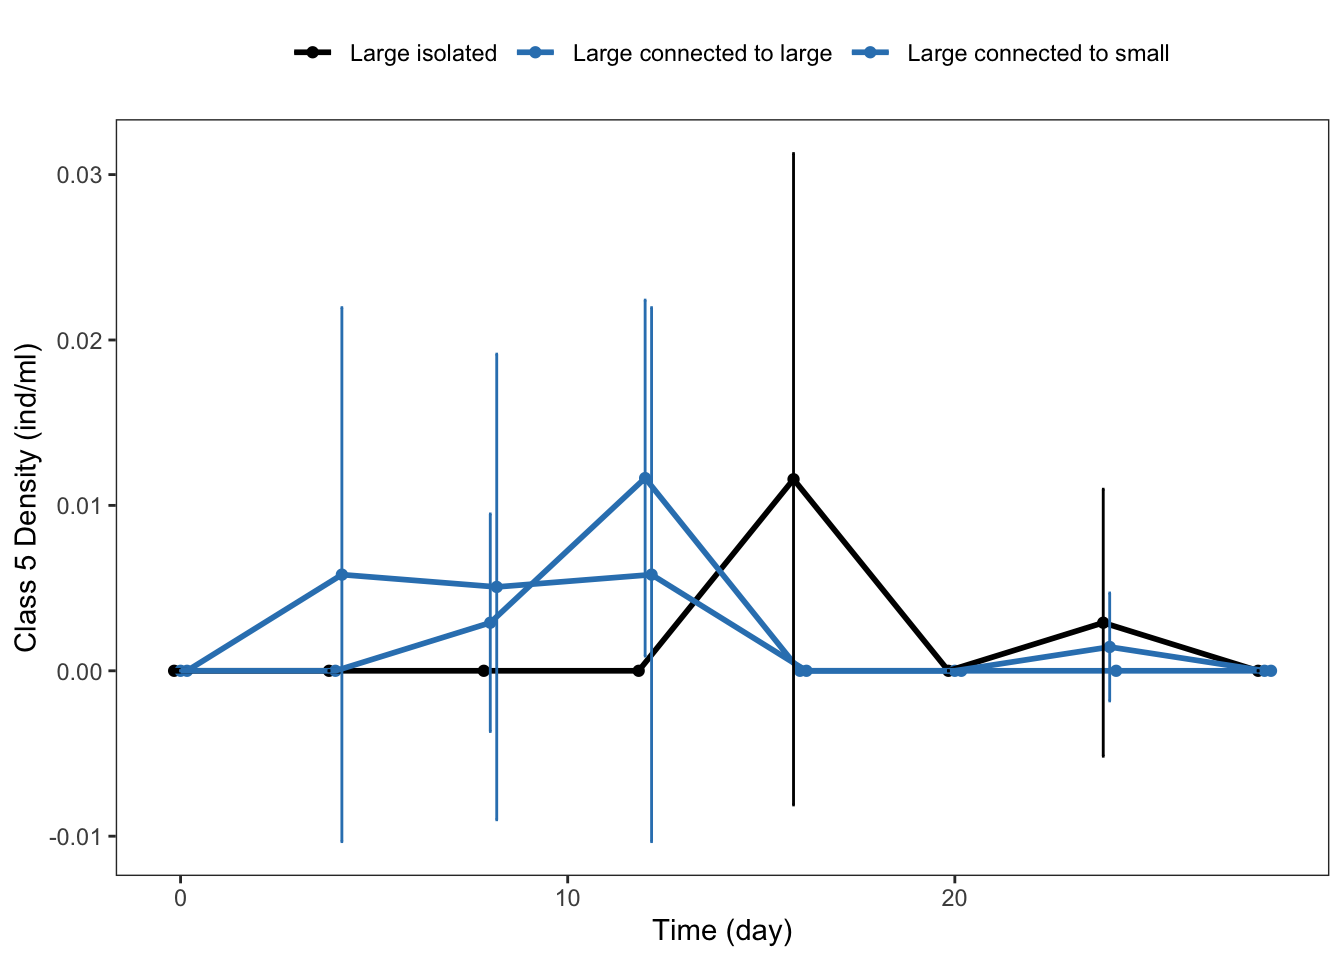 Large isolated Large connected to large Large connected to small
0.03
0.02
0.01
0.00
-0.01
Class 5 Density (ind/ml)
0 10 20
Time (day)